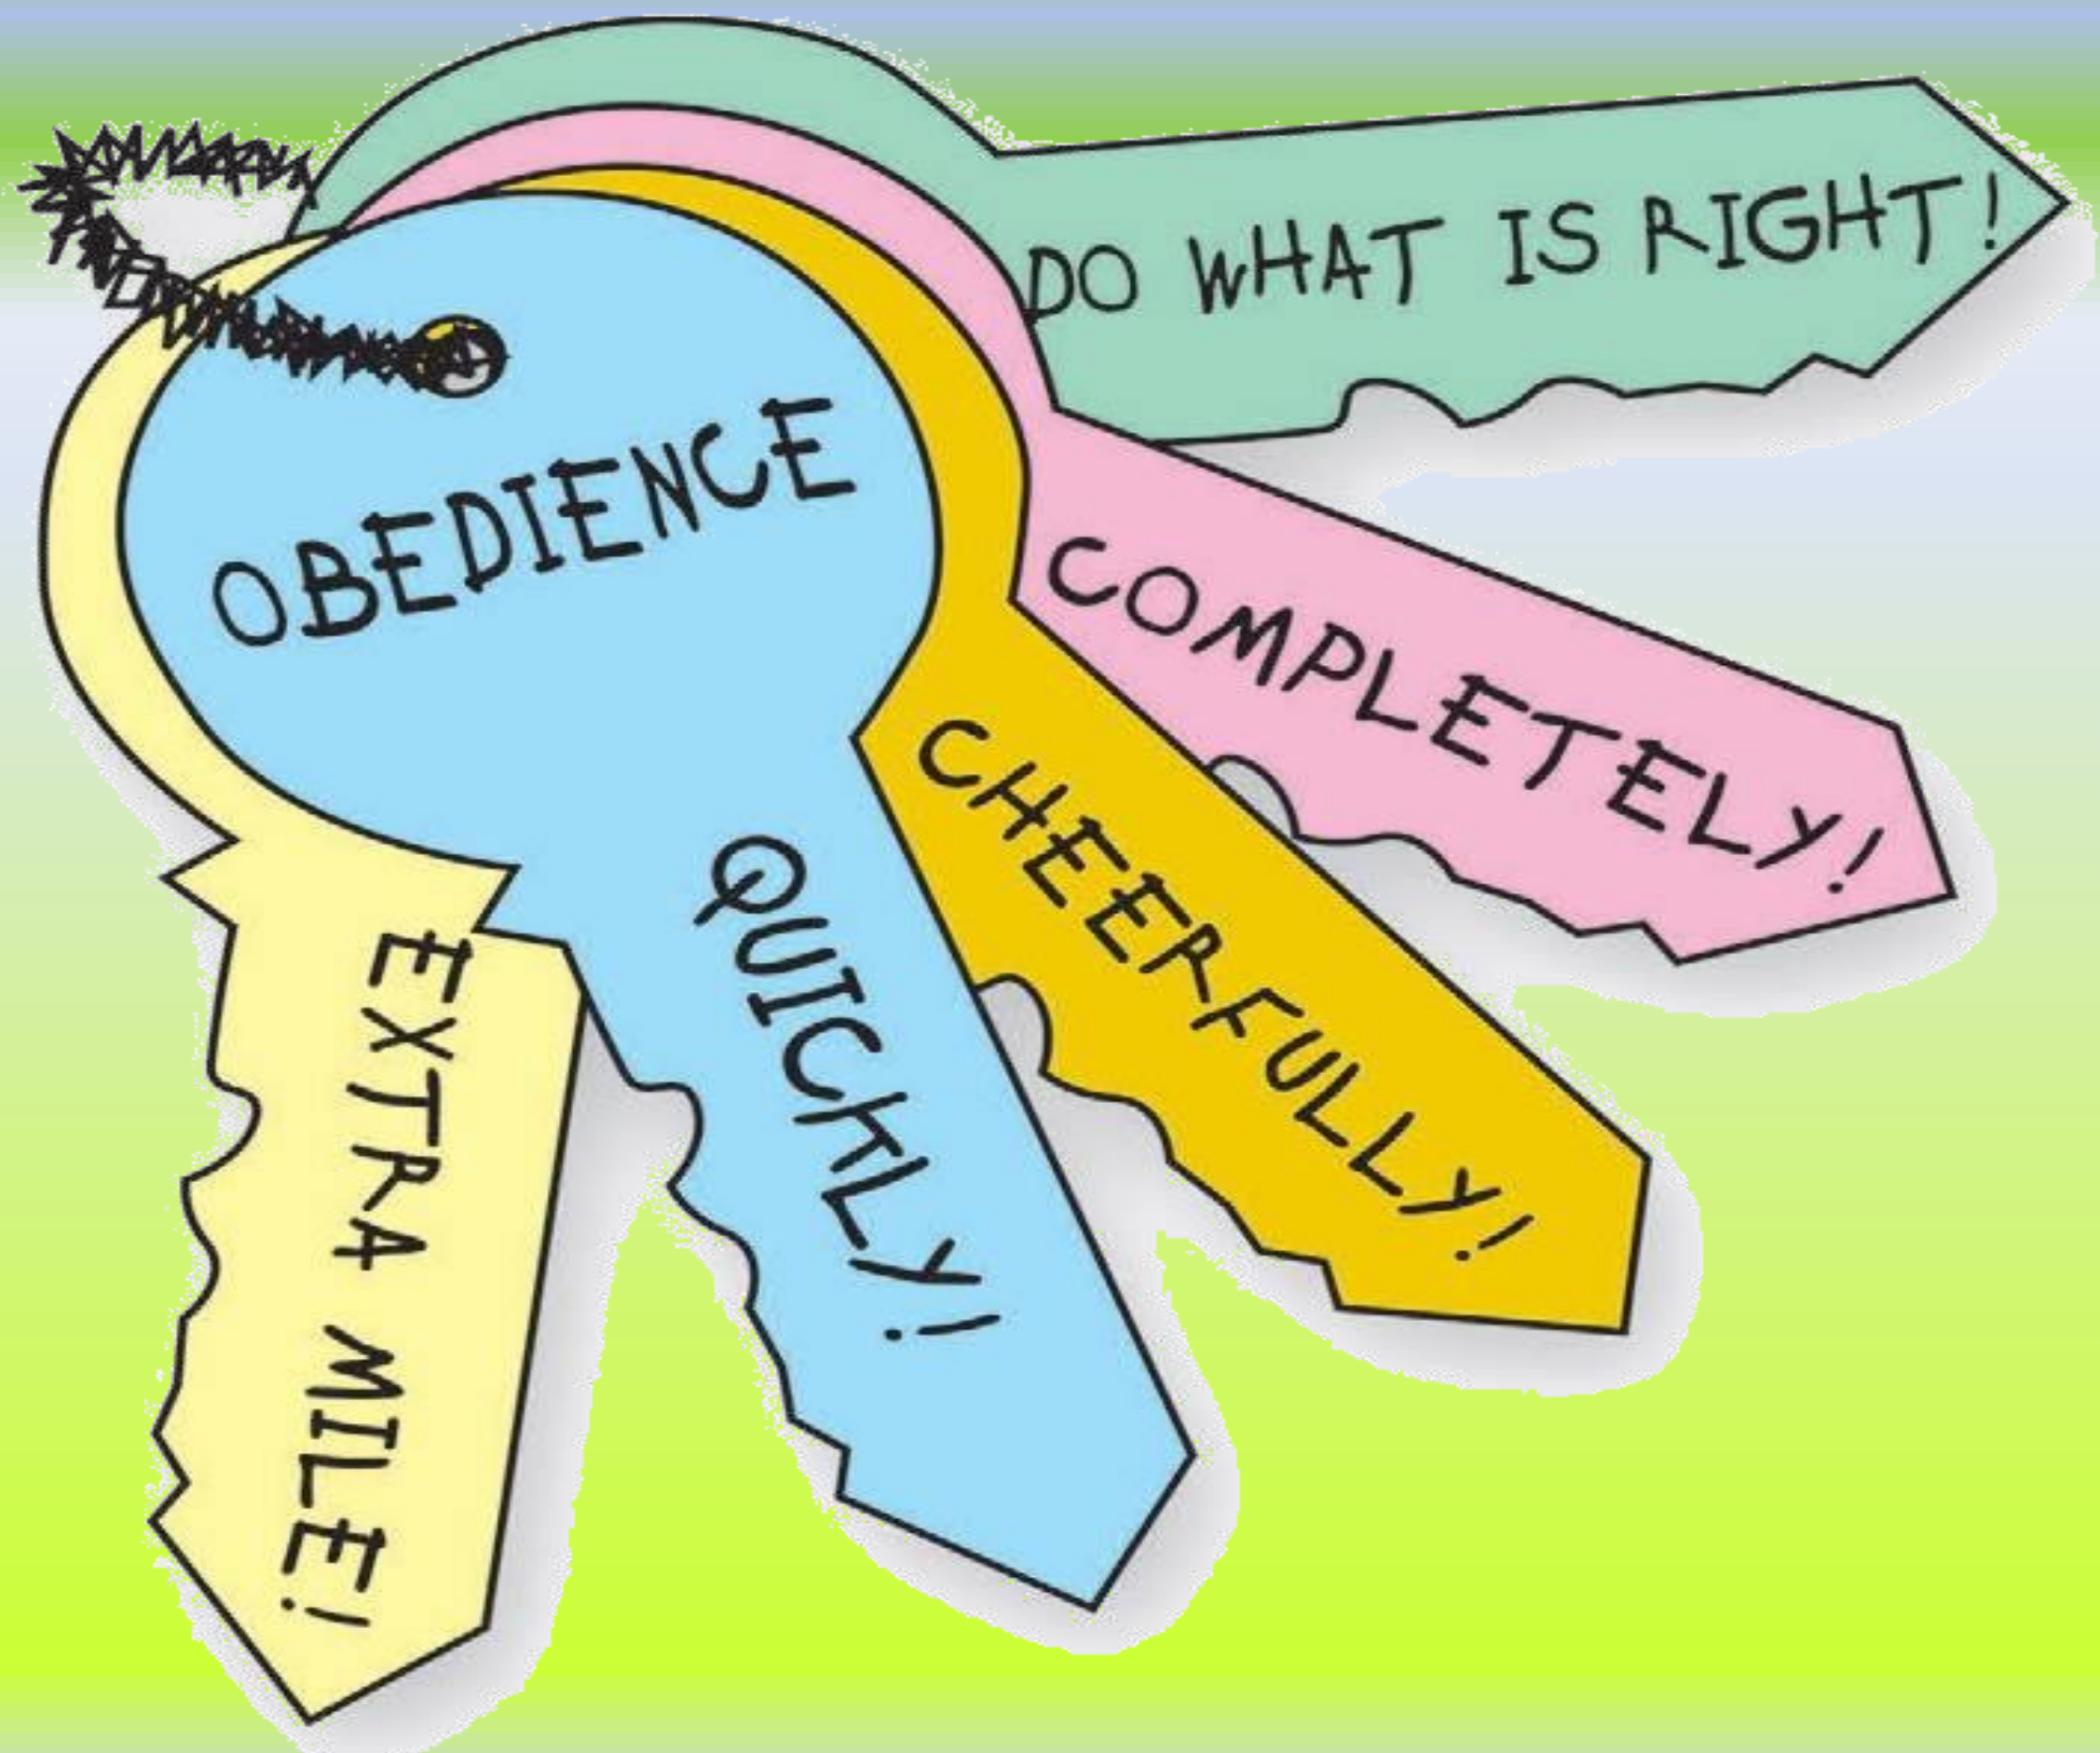 DO WHAT IS RIGHT!
OBEDIENCE
COMPLETELY!
CHEERFULLY!
QUICKLY!
EXTRA MILE!